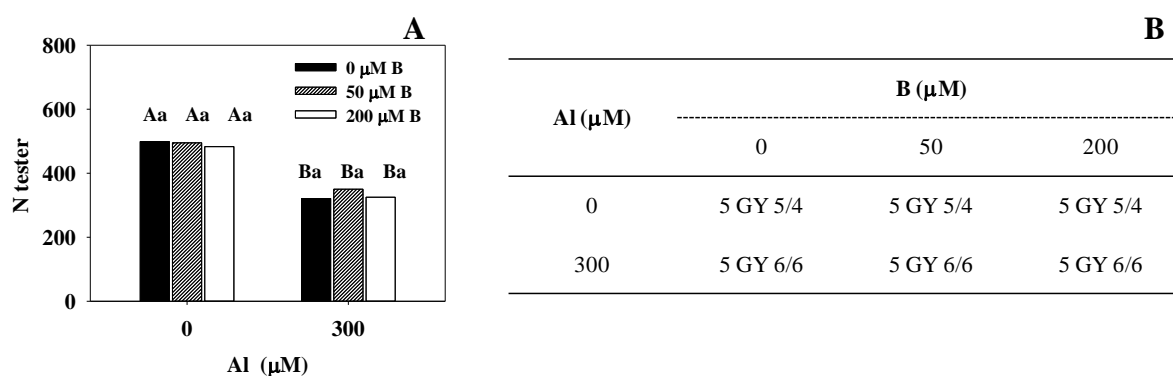 A
800
600
400
200
0
N tester
0 μM B
50 μM B
200 μM B
Aa Aa Aa
Ba Ba Ba
0 300
Al (μM)
B
Al (μM) B (μM)
0 50 200
0 5 GY 5/4 5 GY 5/4 5 GY 5/4
300 5 GY 6/6 5 GY 6/6 5 GY 6/6